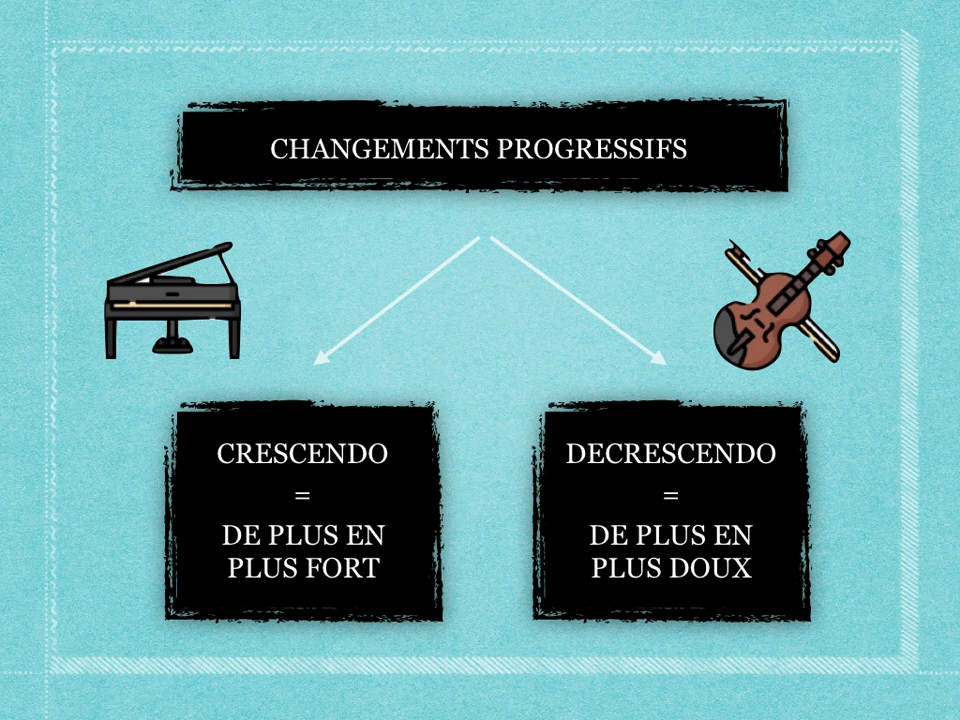 CHANGEMENTS PROGRESSIFS
CRESCENDO
=
DE PLUS EN
PLUS FORT
DECRESCENDO
=
DE PLUS EN
PLUS DOUX